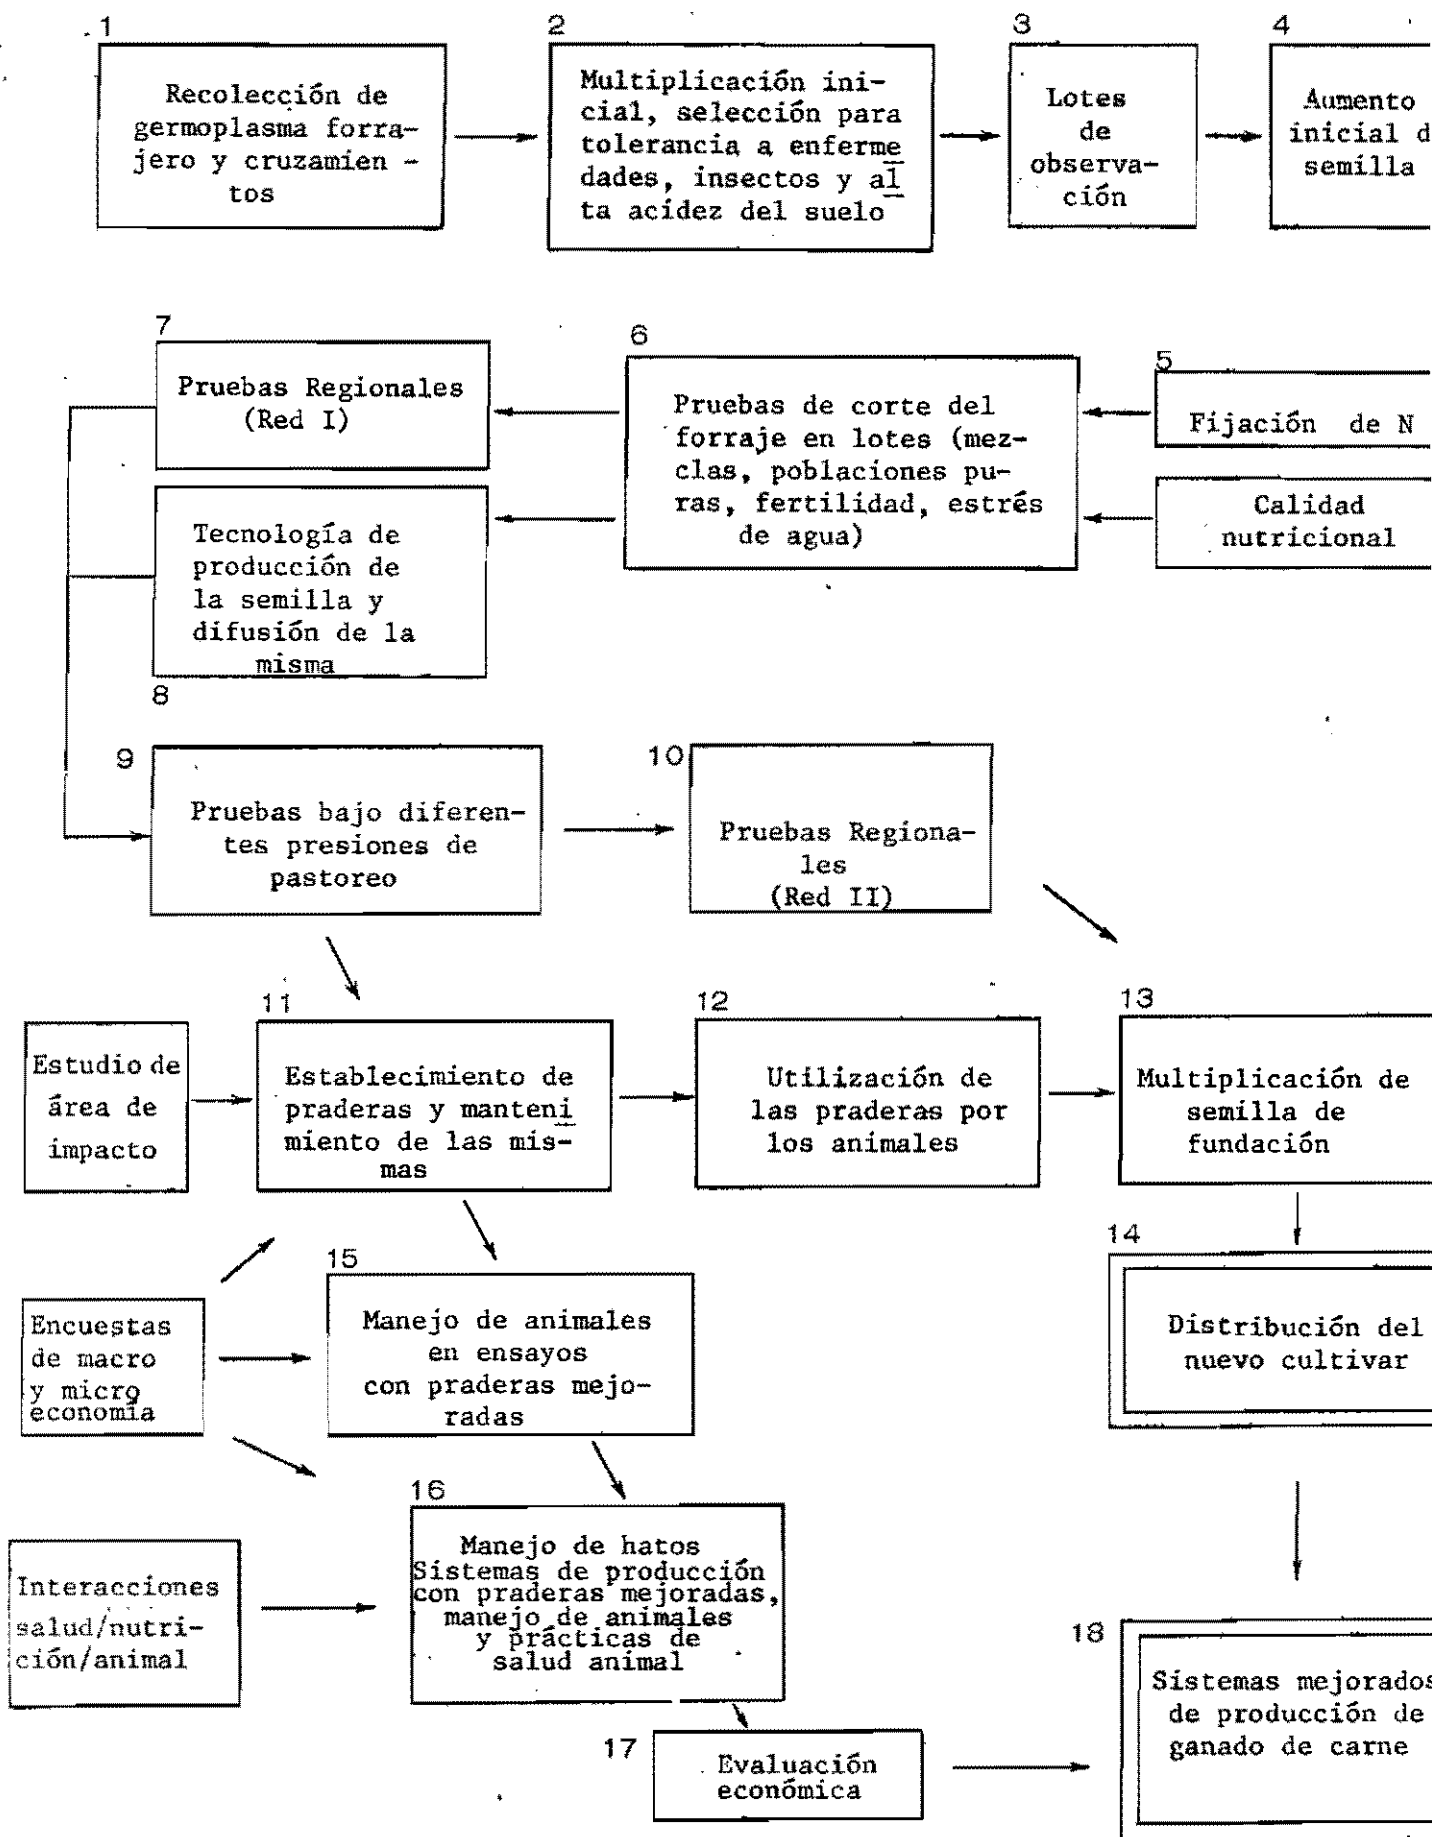 1
Recolección de
germoplasma forra-
jero y cruzamien -
tos
2
Multiplicación ini-
cial, selección para
tolerancia a enferme
dades, insectos y al
ta acidez del suelo
3
Lotes
de
observa-
ción
4
Aumento
inicial d
semilla
7
Pruebas Regionales
(Red I)
6
Pruebas de corte del
forraje en lotes (mez-
clas, poblaciones pu-
ras, fertilidad, estrés
de agua)
5
Fijación de N
Calidad
nutricional
Tecnología de
producción de
la semilla y
difusión de la
misma
8
9
Pruebas bajo diferen-
tes presiones de
pastoreo
10
Pruebas Regiona-
les
(Red II)
Estudio de
área de
impacto
11
Establecimiento de
praderas y manteni
miento de las mis-
mas
12
Utilización de
las praderas por
los animales
13
Multiplicación de
semilla de
fundación
14
Distribución del
nuevo cultivar
Encuestas
de macro
y micro
economía
15
Manejo de animales
en ensayos
con praderas mejo-
radas
Interacciones
salud/nutri-
ción/animal
16
Manejo de hatos
Sistemas de producción
con praderas mejoradas,
manejo de animales
y prácticas de
salud animal
17
Evaluación
económica
18
Sistemas mejorados
de producción de
ganado de carne